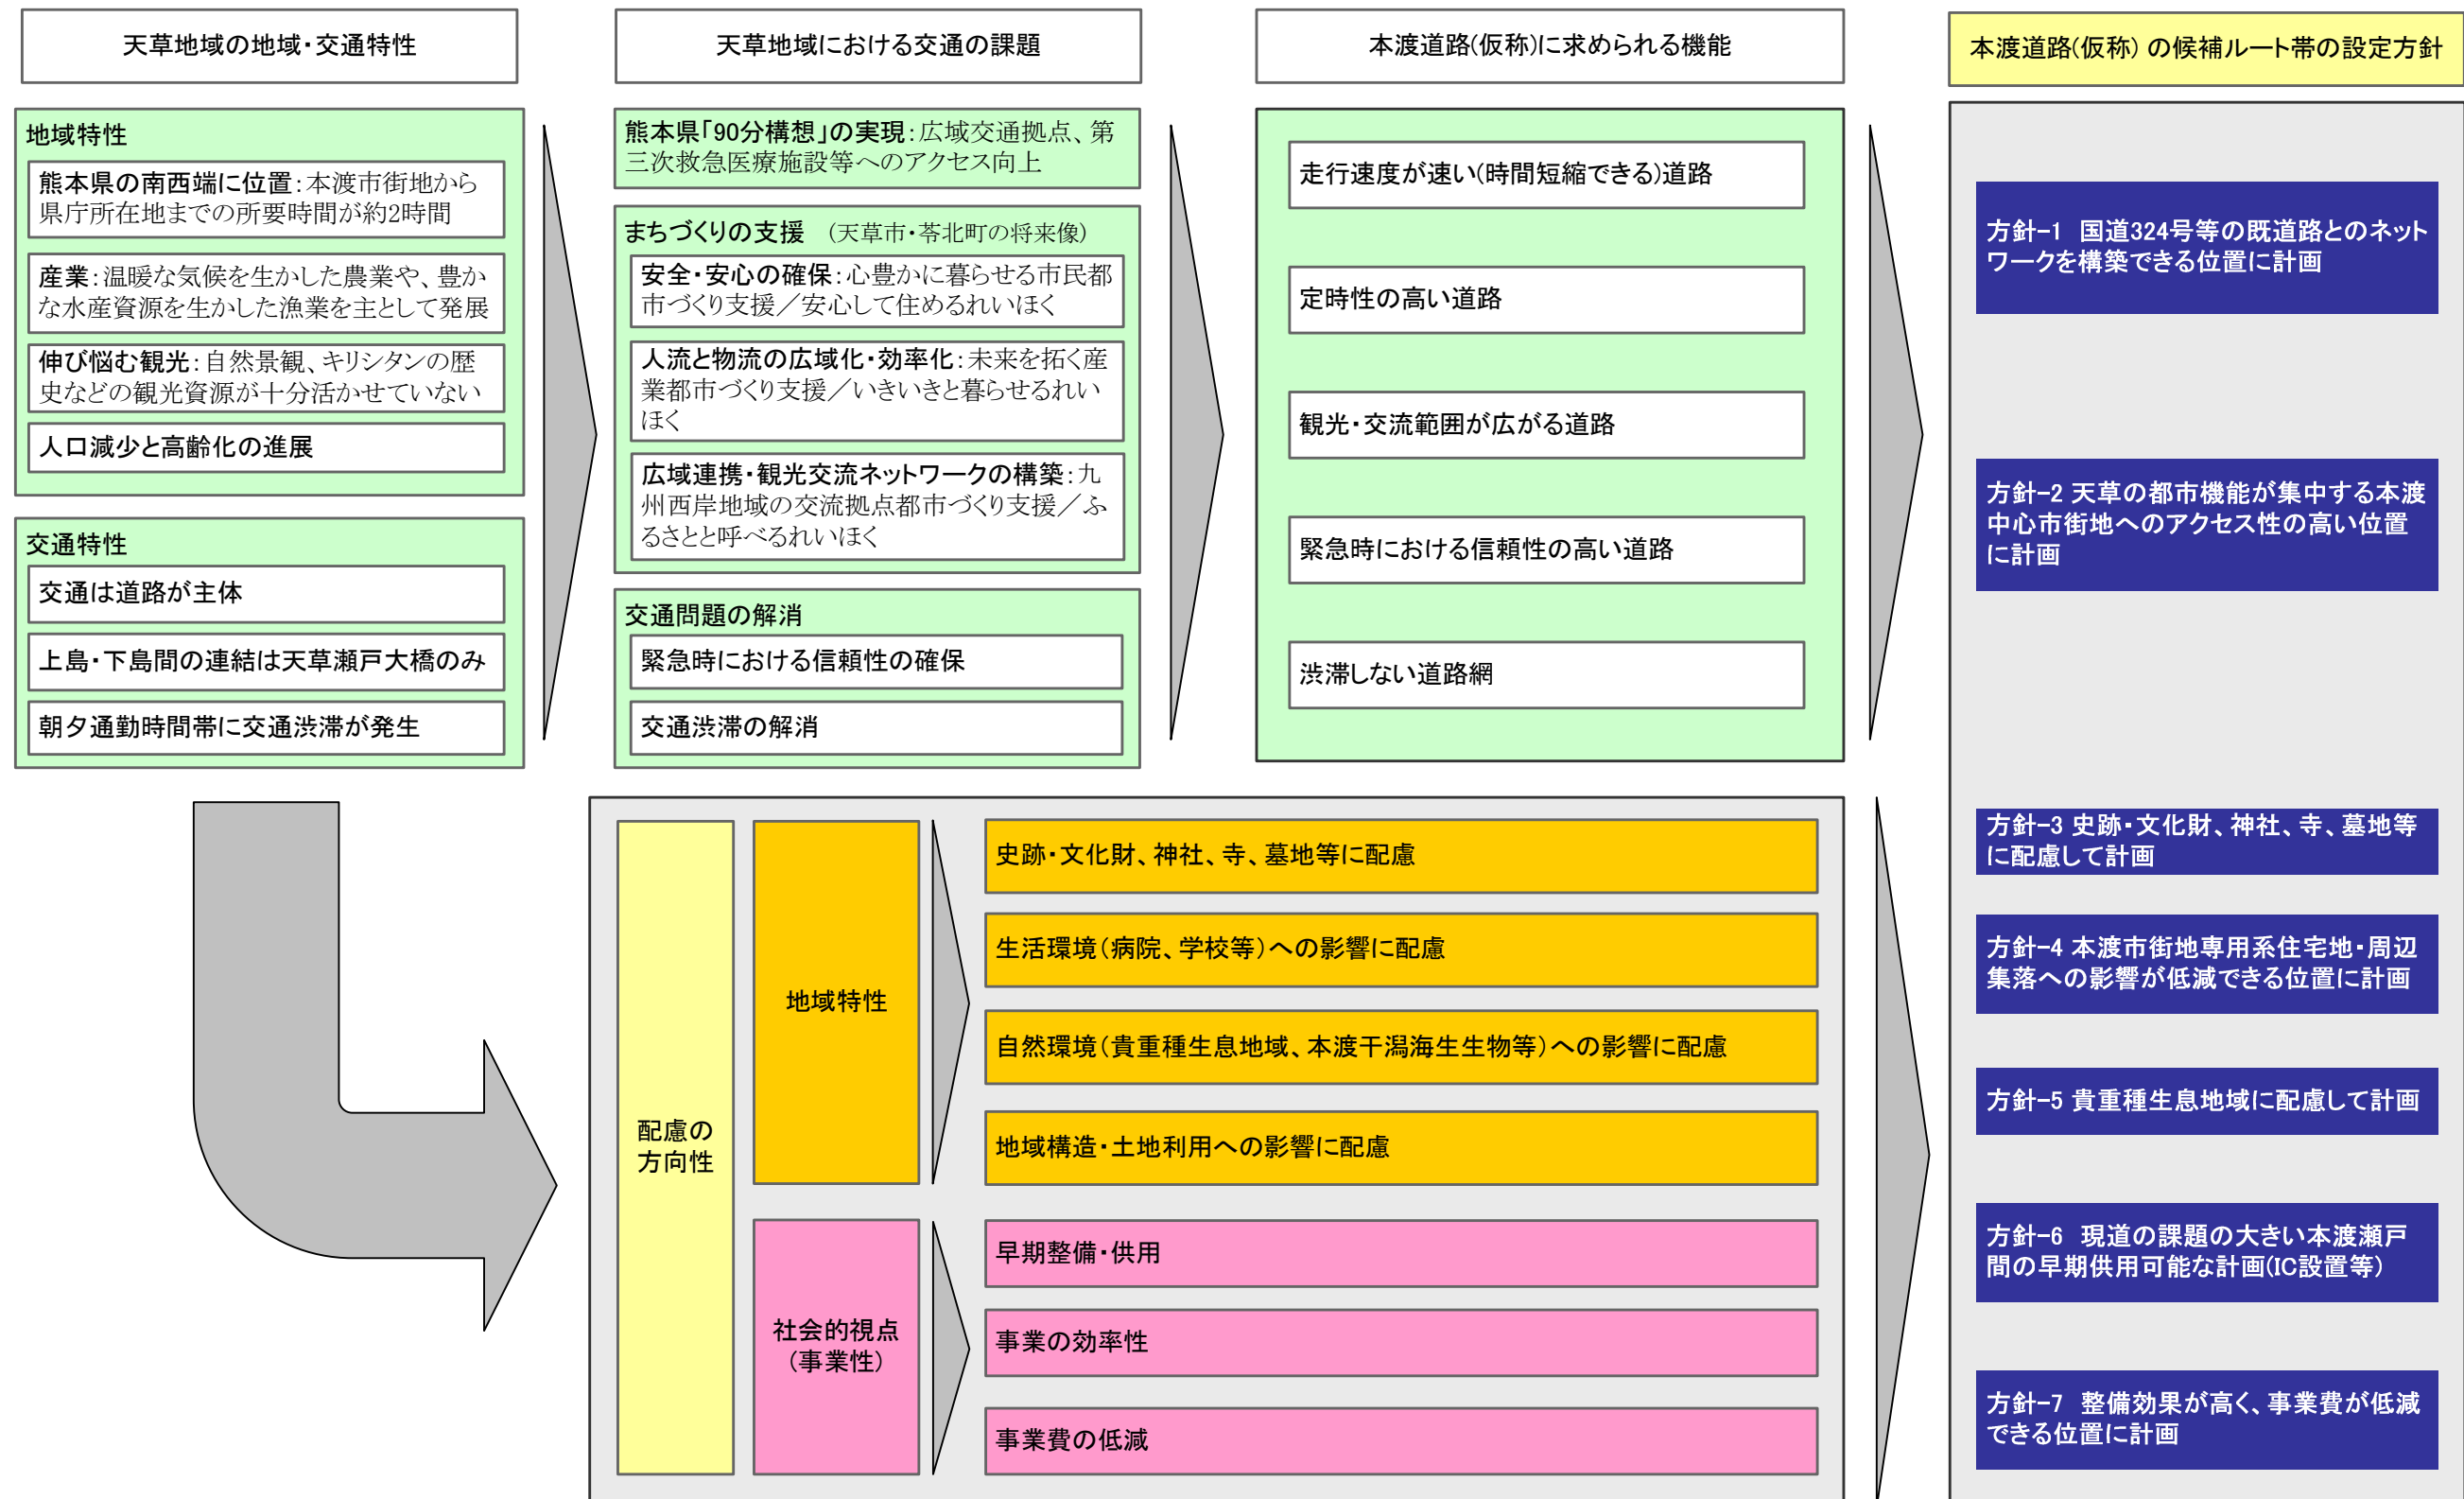 天草地域の地域・交通特性
天草地域における交通の課題
本渡道路(仮称)に求められる機能
本渡道路(仮称) の候補ルート帯の設定方針
地域特性
熊本県の南西端に位置：本渡市街地から
県庁所在地までの所要時間が約2時間
産業：温暖な気候を生かした農業や、豊か
な水産資源を生かした漁業を主として発展
伸び悩む観光：自然景観、キリシタンの歴
史などの観光資源が十分活かせていない
人口減少と高齢化の進展
交通特性
交通は道路が主体
上島・下島間の連結は天草瀬戸大橋のみ
朝夕通勤時間帯に交通渋滞が発生
熊本県「90分構想」の実現：広域交通拠点、第
三次救急医療施設等へのアクセス向上
まちづくりの支援　（天草市・苓北町の将来像）
安全・安心の確保：心豊かに暮らせる市民都
市づくり支援／安心して住めるれいほく
人流と物流の広域化・効率化：未来を拓く産
業都市づくり支援／いきいきと暮らせるれい
ほく
広域連携・観光交流ネットワークの構築：九
州西岸地域の交流拠点都市づくり支援／ふ
るさとと呼べるれいほく
交通問題の解消
緊急時における信頼性の確保
交通渋滞の解消
走行速度が速い(時間短縮できる)道路
定時性の高い道路
観光・交流範囲が広がる道路
緊急時における信頼性の高い道路
渋滞しない道路網
配慮の
方向性
地域特性
史跡・文化財、神社、寺、墓地等に配慮
生活環境（病院、学校等）への影響に配慮
自然環境（貴重種生息地域、本渡干潟海生生物等）への影響に配慮
地域構造・土地利用への影響に配慮
社会的視点
（事業性）
早期整備・供用
事業の効率性
事業費の低減
方針-1 国道324号等の既道路とのネット
ワークを構築できる位置に計画
方針-2 天草の都市機能が集中する本渡
中心市街地へのアクセス性の高い位置
に計画
方針-3 史跡・文化財、神社、寺、墓地等
に配慮して計画
方針-4 本渡市街地専用系住宅地・周辺
集落への影響が低減できる位置に計画
方針-5 貴重種生息地域に配慮して計画
方針-6 現道の課題の大きい本渡瀬戸
間の早期供用可能な計画(IC設置等)
方針-7 整備効果が高く、事業費が低減
できる位置に計画